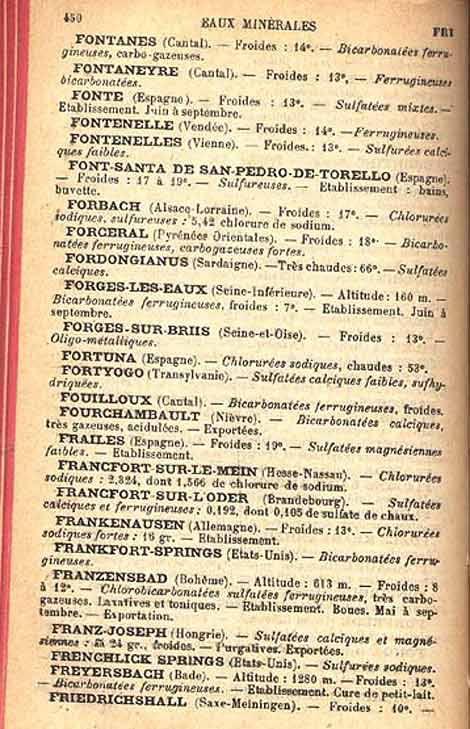 450 EAUX MINÉRALES FRI
FONTANES (Cantal). — Froides : 14°. — Bicarbonatées ferru-
gineuses, carbo-gazeuses.
FONTANEYRE (Cantal). — Froides : 13°, — Ferrugineuses
bicarbonatées.
FONTE (Espagne). — Froides : 13°. — Sulfatées mixtes. —
Etablissement. Juin à septembre.
FONTENELLE (Vendée). — Froides : 14°. — Ferrugineuses.
FONTENELLES (Vienne). — Froides.: 13°. — Sulfurées calci-
ques faibles.
FONT-SANTA DE SAN-PEDRO-DE-TORELLO (Espagne).
— Froides : 17 à 19°. — Sulfureuses. — Etablissement : bains,
buvette.
FORBACH (Alsace-Lorraine). — Froides : 17°. — Chlorurées
sodiques, sulfureuses : 5,42 chlorure de sodium.
FORCERAL (Pyrénées Orientales). — Froides : 18°. — Bicarbo-
natées ferrugineuses, carbogazeuses fortes.
FORDONGIANUS (Sardaigne). — Très chaudes : 66°. — Sulfatées
calciques.
FORGES-LES-EAUX (Seine-Inférieure). — Altitude : 160 m. —
Bicarbonatées ferrugineuses, froides : 7°. — Etablissement. Juin à
septembre.
FORGES-SUR-BRIIS (Seine-et-Oise). — Froides : 13°. —
Oligo-métalliques.
FORTUNA (Espagne). — Chlorurées sodiques, chaudes : 53°.
FORTYOGO (Transylvanie). — Sulfatées calciques faibles, sulfhy-
driquées.
FOUILLOUX (Cantal). — Bicarbonatées ferrugineuses, froides.
FOURCHAMBAULT (Nièvre). — Bicarbonatées calciques,
très gazeuses, acidulées. — Exportées.
FRAILES (Espagne). — Froides : 19°. — Sulfatées magnésiennes
faibles. — Etablissement.
FRANCFORT-SUR-LE-MEIN (Hesse-Nassau). — Chlorurées
sodiques : 2,324, dont 1,566 de chlorure de sodium.
FRANCFORT-SUR-L'ODER (Brandebourg). — Sulfatées
calciques et ferrugineuses : 0,192, dont 0,105 de sulfate de chaux.
FRANKENAUSEN (Allemagne). — Froides : 13°. — Chlorurées
sodiques fortes : 16 gr. — Etablissement.
FRANKFORT-SPRINGS (Etats-Unis). — Bicarbonatées ferru-
gineuses.
FRANZENSBAD (Bohême). — Altitude : 613 m. — Froides : 8
à 12°. — Chlorobicarbonatées sulfatées ferrugineuses, très carbo-
gazeuses. Laxatives et toniques. — Etablissement. Boues. Mai à sep-
tembre. — Exportation.
FRANZ-JOSEPH (Hongrie). — Sulfatées calciques et magné-
siennes : 24 gr., froides. — Purgatives. Exportées.
FRENCHLICK SPRINGS (Etats-Unis). — Sulfurées sodiques.
FREYERSBACH (Bade). — Altitude : 1280 m. — Froides : 13°.
— Bicarbonatées ferrugineuses. — Etablissement. Cure de petit-lait.
FRIEDRICHSHALL (Saxe-Meiningen). — Froides : 10°. —